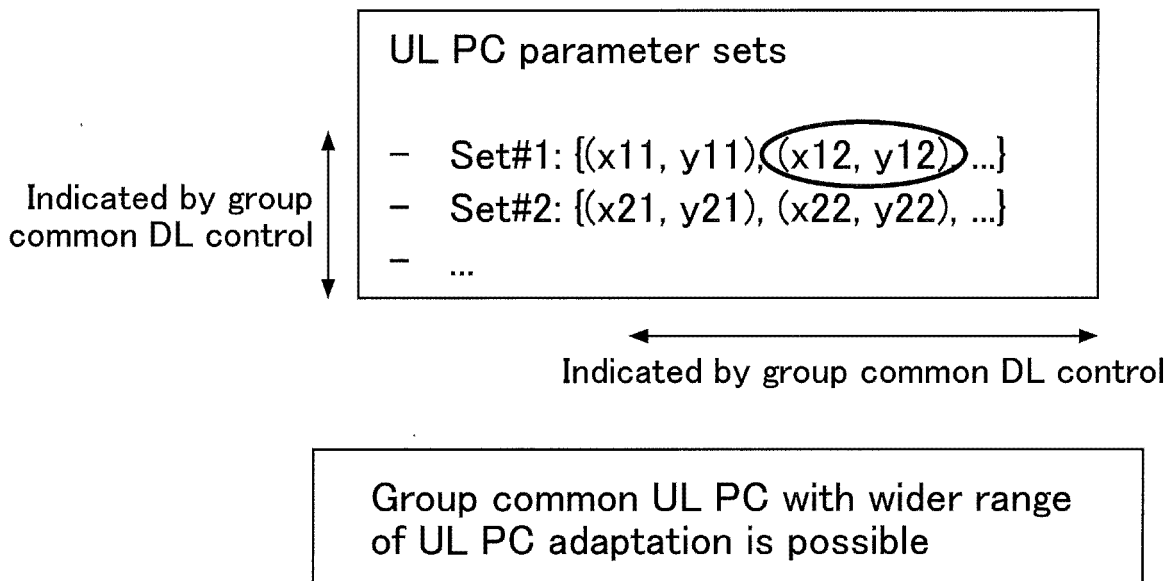 UL PC parameter sets
– Set#1: {(x11, y11), (x12, y12), ...}
– Set#2: {(x21, y21), (x22, y22), ...}
– ...
Indicated by group
common DL control
Indicated by group common DL control
Group common UL PC with wider range
of UL PC adaptation is possible